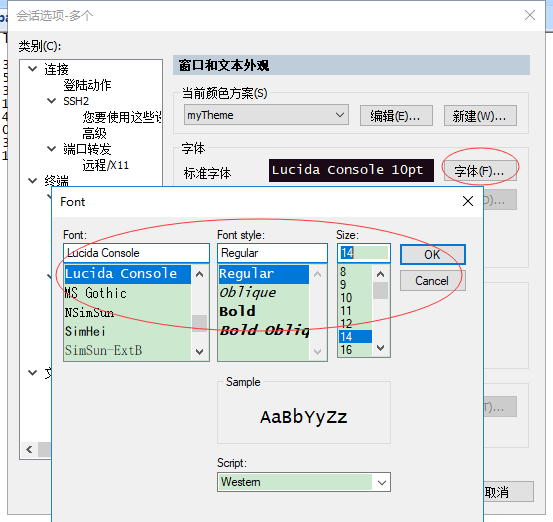 会话选项-多个
类别(C):
连接
登陆动作
SSH2
您要使用这些设
高级
端口转发
远程/X11
终端
窗口和文本外观
当前颜色方案(S)
myTheme
编辑(E)...
新建(W)...
字体
标准字体
Lucida Console 10pt
字体(F)...
Font
Font:
Font style:
Size:
Lucida Console
Regular
14
OK
Cancel
Lucida Console
MS Gothic
NSimSun
SimHei
SimSun-ExtB
Regular
Oblique
Bold
Bold Obliq
8
9
10
11
12
14
16
Sample
AaBbYyZz
Script:
Western
取消